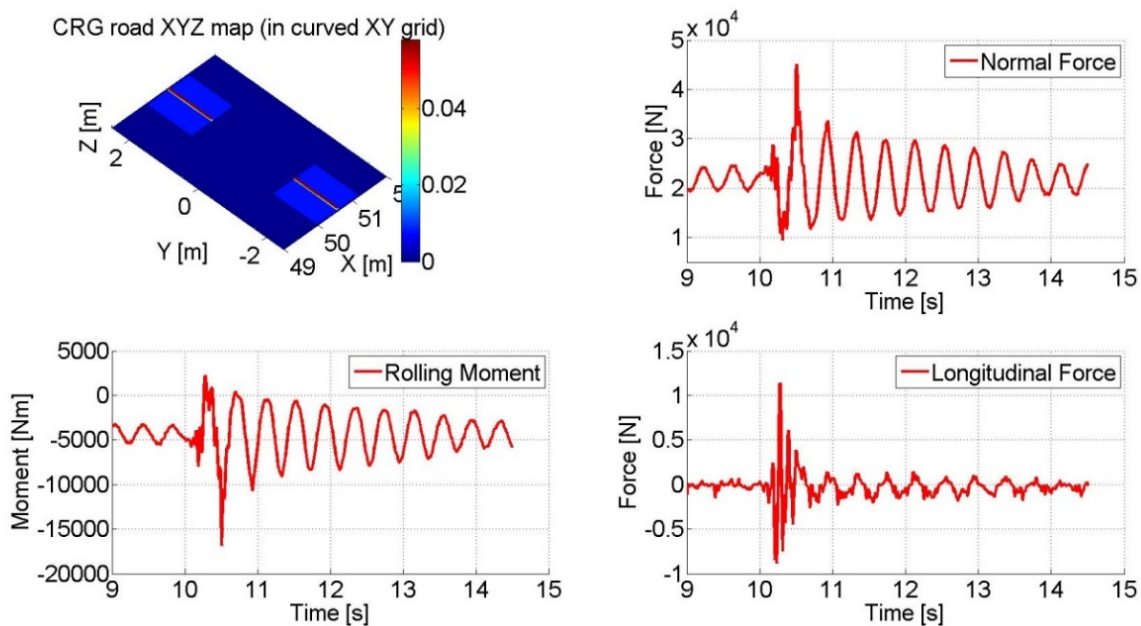 CRG road XYZ map (in curved XY grid)
Z [m]
2
0
-2
Y [m]
49
50
51
5
X [m]
0.04
0.02
0
x 10^4
5
4
3
2
1
Force [N]
Normal Force
9 10 11 12 13 14 15
Time [s]
5000
0
-5000
-10000
-15000
-20000
Moment [Nm]
Rolling Moment
9 10 11 12 13 14 15
Time [s]
x 10^4
1.5
1
0.5
0
-0.5
-1
Force [N]
Longitudinal Force
9 10 11 12 13 14 15
Time [s]